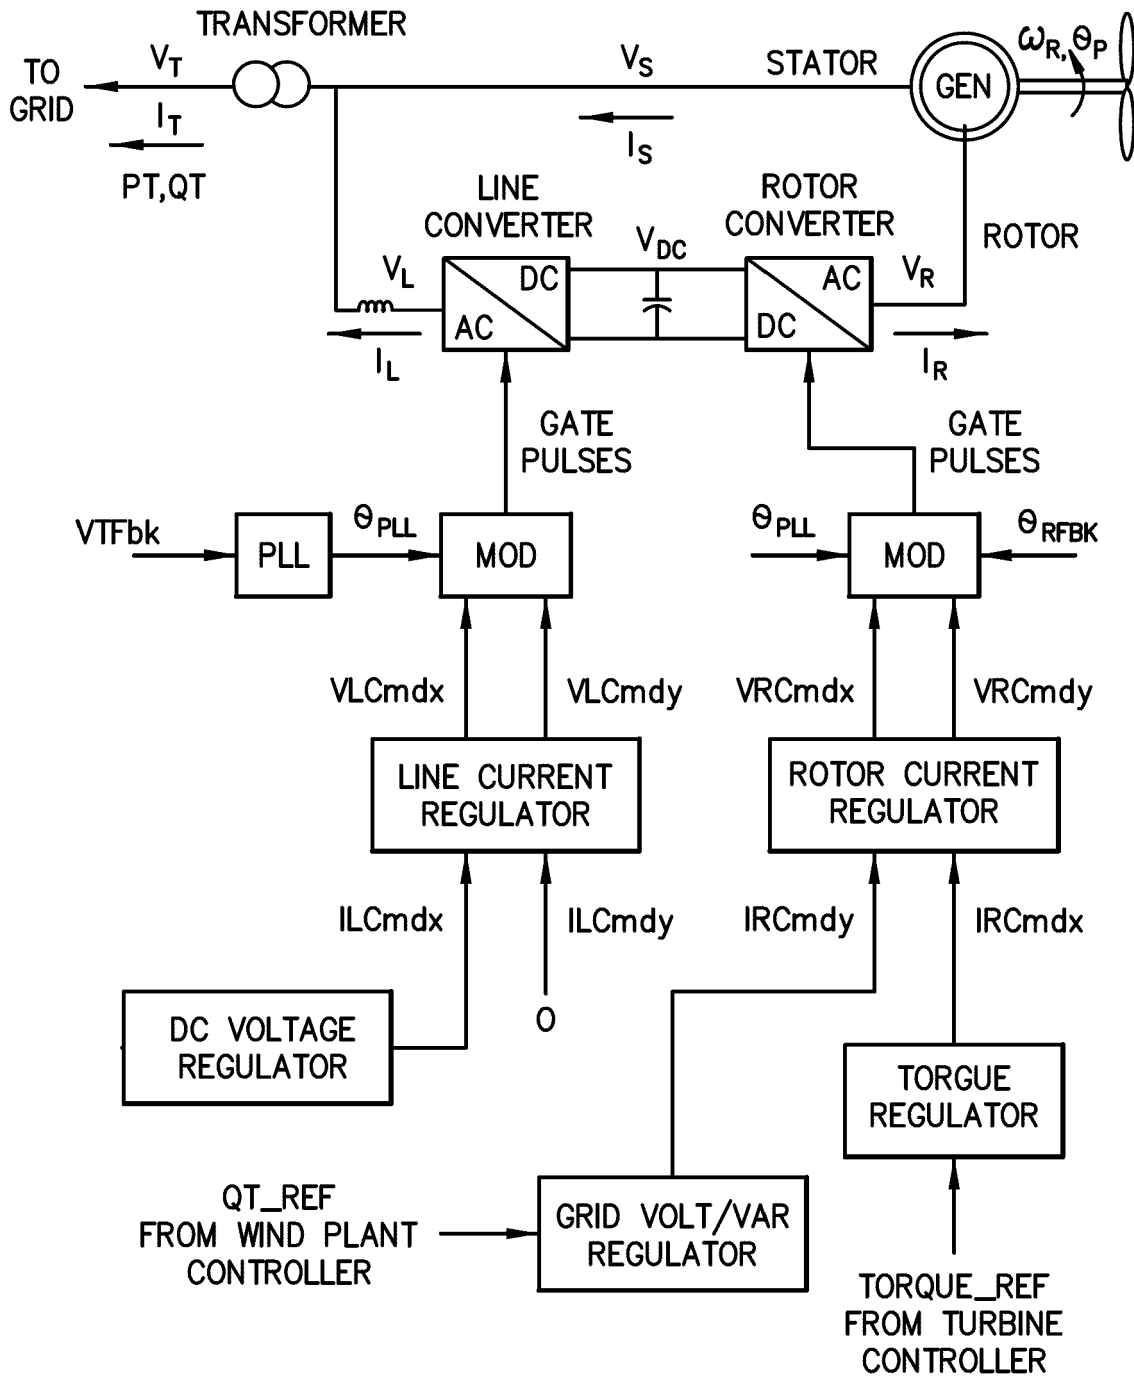 TRANSFORMER
TO
GRID
VT
IT
PT,QT
VS
IS
STATOR
GEN
ωR, θP
LINE
CONVERTER
ROTOR
CONVERTER
ROTOR
VL
DC
AC
VDC
AC
DC
VR
IL
IR
GATE
PULSES
GATE
PULSES
VTFbk
PLL
θPLL
MOD
θPLL
MOD
θRFBK
VLCmdx
VLCmdy
VRCmdx
VRCmdy
LINE CURRENT
REGULATOR
ROTOR CURRENT
REGULATOR
ILCmdx
ILCmdy
IRCmdy
IRCmdx
DC VOLTAGE
REGULATOR
0
TORGUE
REGULATOR
QT_REF
FROM WIND PLANT
CONTROLLER
GRID VOLT/VAR
REGULATOR
TORQUE_REF
FROM TURBINE
CONTROLLER